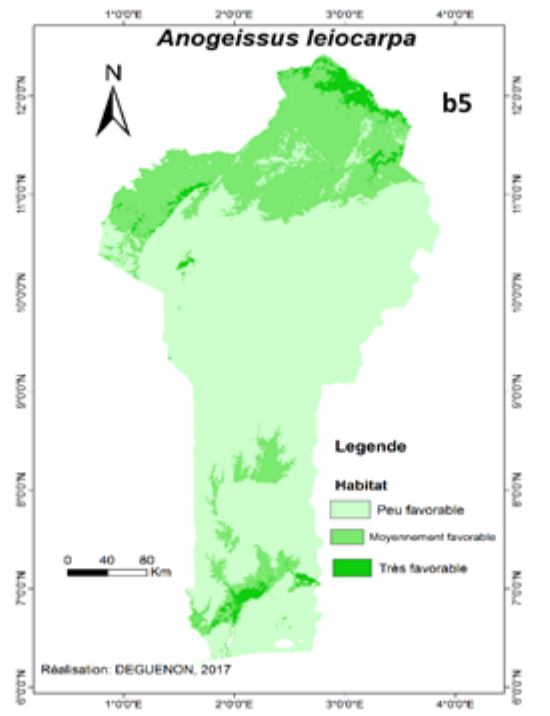 1°0'0"E 2°0'0"E 3°0'0"E 4°0'0"E
Anogeissus leiocarpa
N
b5
12°0'0"N 12°0'0"N
11°0'0"N 11°0'0"N
10°0'0"N 10°0'0"N
9°0'0"N 9°0'0"N
Legende
Habitat
8°0'0"N 8°0'0"N
Peu favorable
Moyennement favorable
0 40 80
Km
Très favorable
7°0'0"N 7°0'0"N
Réalisation: DEGUENON, 2017
6°0'0"N 6°0'0"N
1°0'0"E 2°0'0"E 3°0'0"E 4°0'0"E